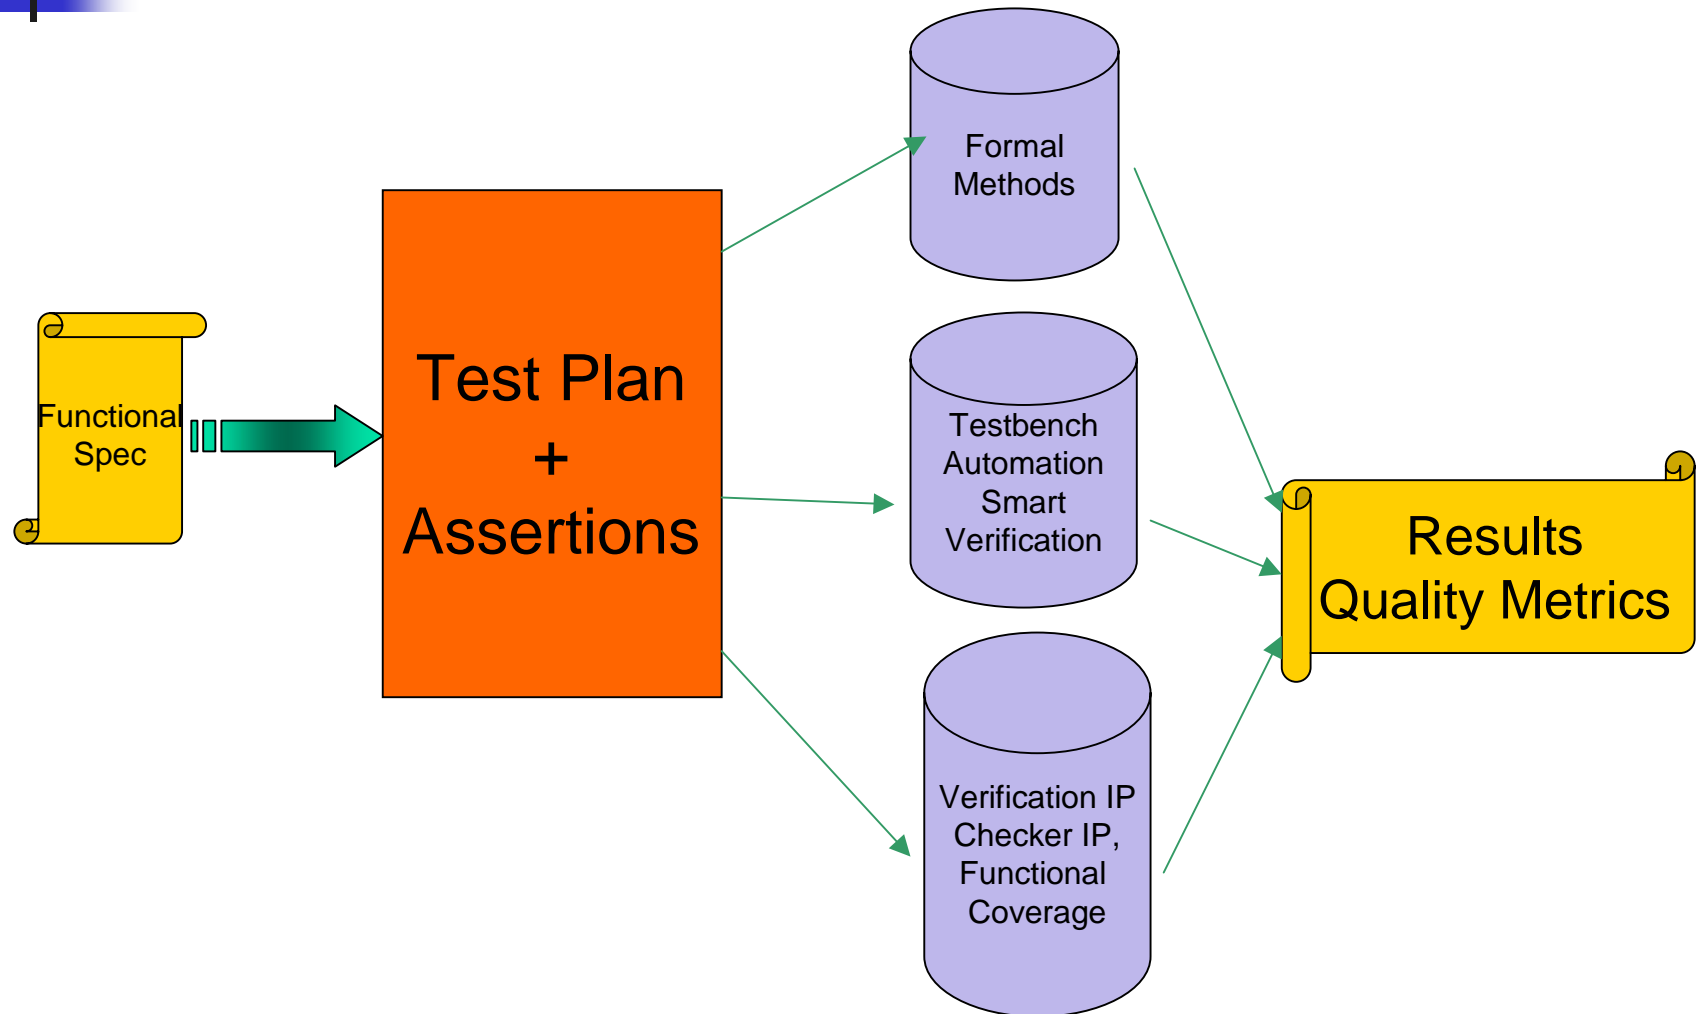 Functional
Spec
Test Plan
+
Assertions
Formal
Methods
Testbench
Automation
Smart
Verification
Verification IP
Checker IP,
Functional
Coverage
Results
Quality Metrics